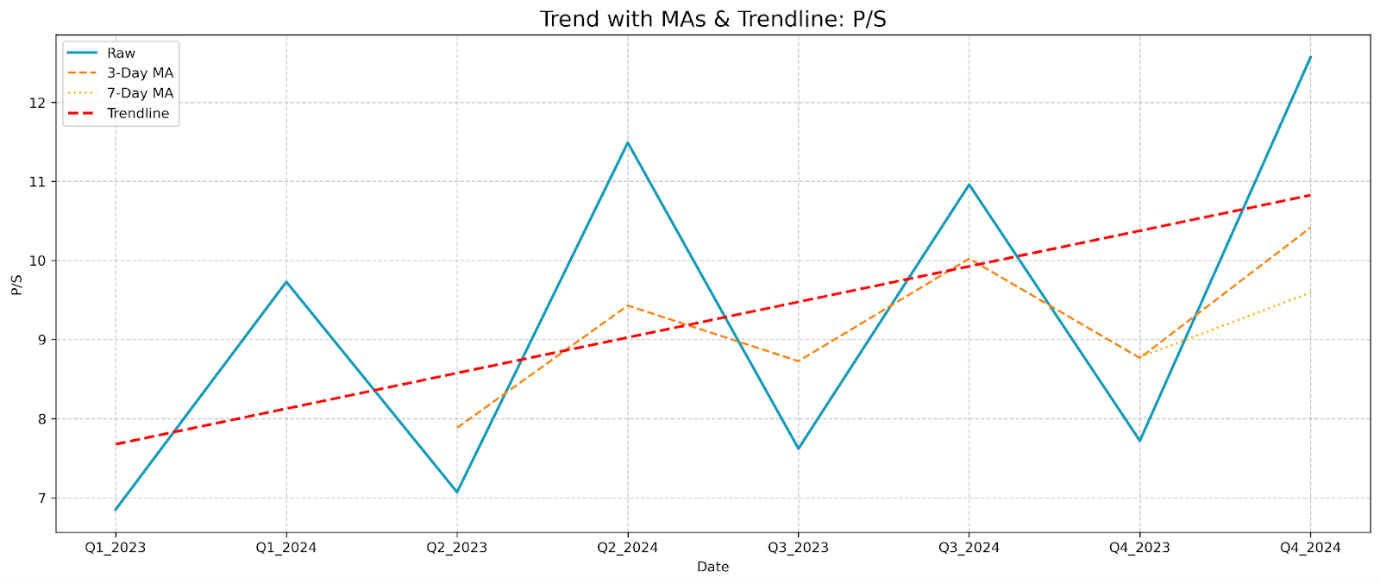 Trend with MAs & Trendline: P/S
Raw
3-Day MA
7-Day MA
Trendline
P/S
12
11
10
9
8
7
Q1_2023 Q1_2024 Q2_2023 Q2_2024 Q3_2023 Q3_2024 Q4_2023 Q4_2024
Date